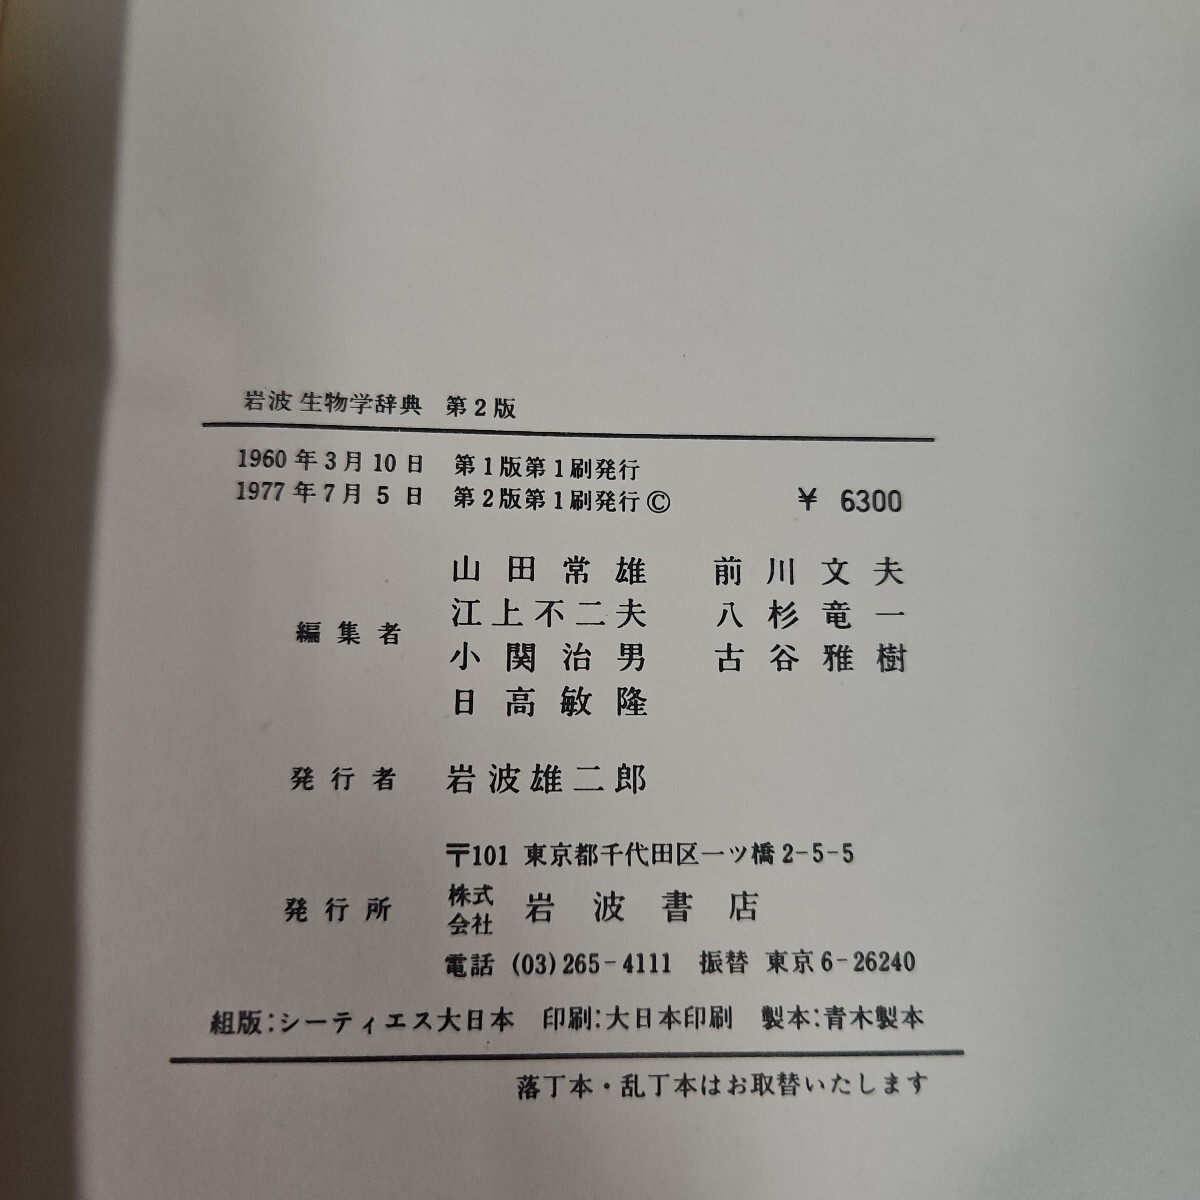 岩波 生物学辞典 第2版
1960年3月10日 第1版第1刷発行
1977年7月5日 第2版第1刷発行© ¥ 6300
編集者
山田常雄 前川文夫
江上不二夫 八杉竜一
小関治男 古谷雅樹
日高敏隆
発行者 岩波雄二郎
〒101 東京都千代田区一ツ橋2-5-5
発行所 株式会社 岩波書店
電話 (03)265-4111 振替 東京6-26240
組版:シーティエス大日本 印刷:大日本印刷 製本:青木製本
落丁本・乱丁本はお取替いたします